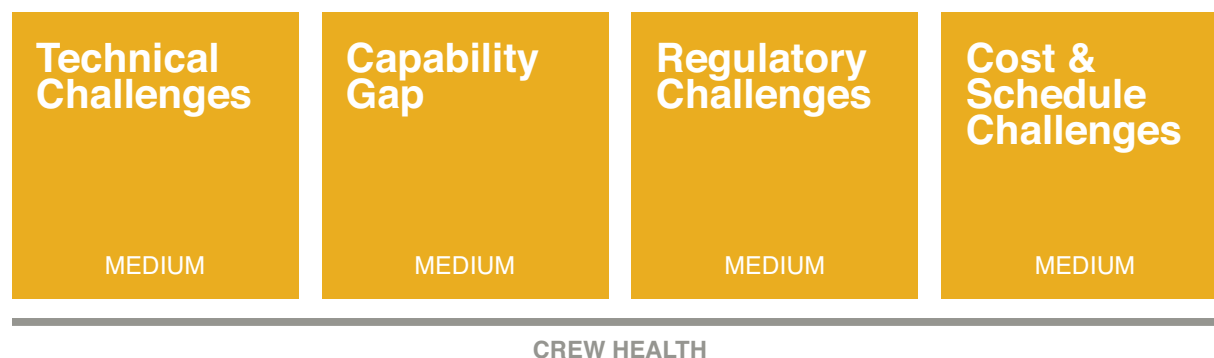 Technical
Challenges
MEDIUM
Capability
Gap
MEDIUM
Regulatory
Challenges
MEDIUM
Cost &
Schedule
Challenges
MEDIUM
CREW HEALTH